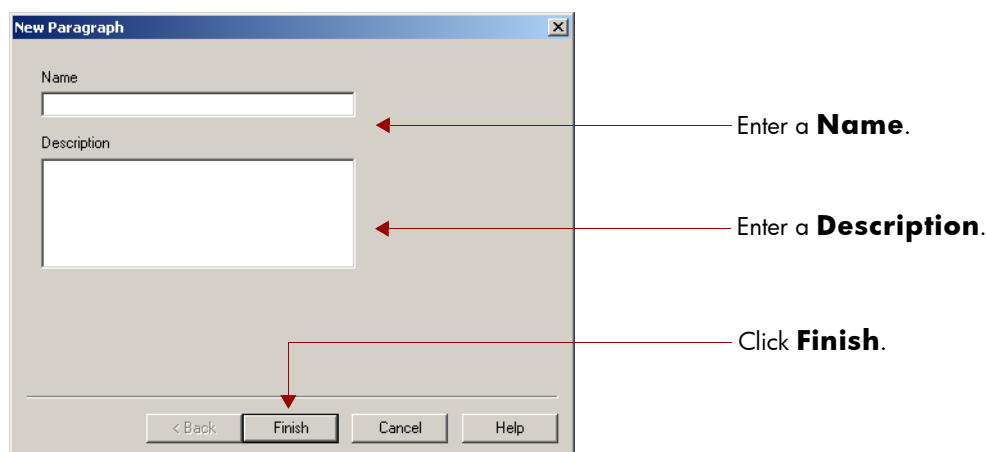 New Paragraph
Name
Enter a Name.
Description
Enter a Description.
Click Finish.
< Back Finish Cancel Help